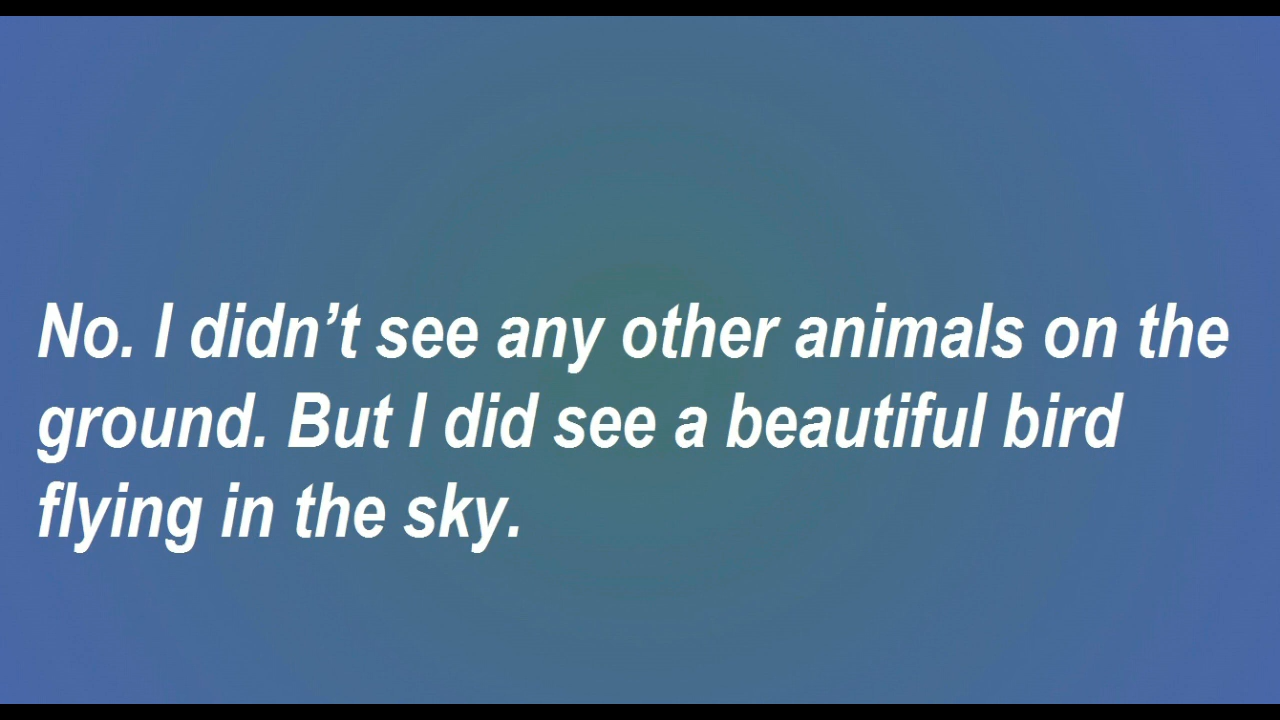 No. I didn’t see any other animals on the
ground. But I did see a beautiful bird
flying in the sky.